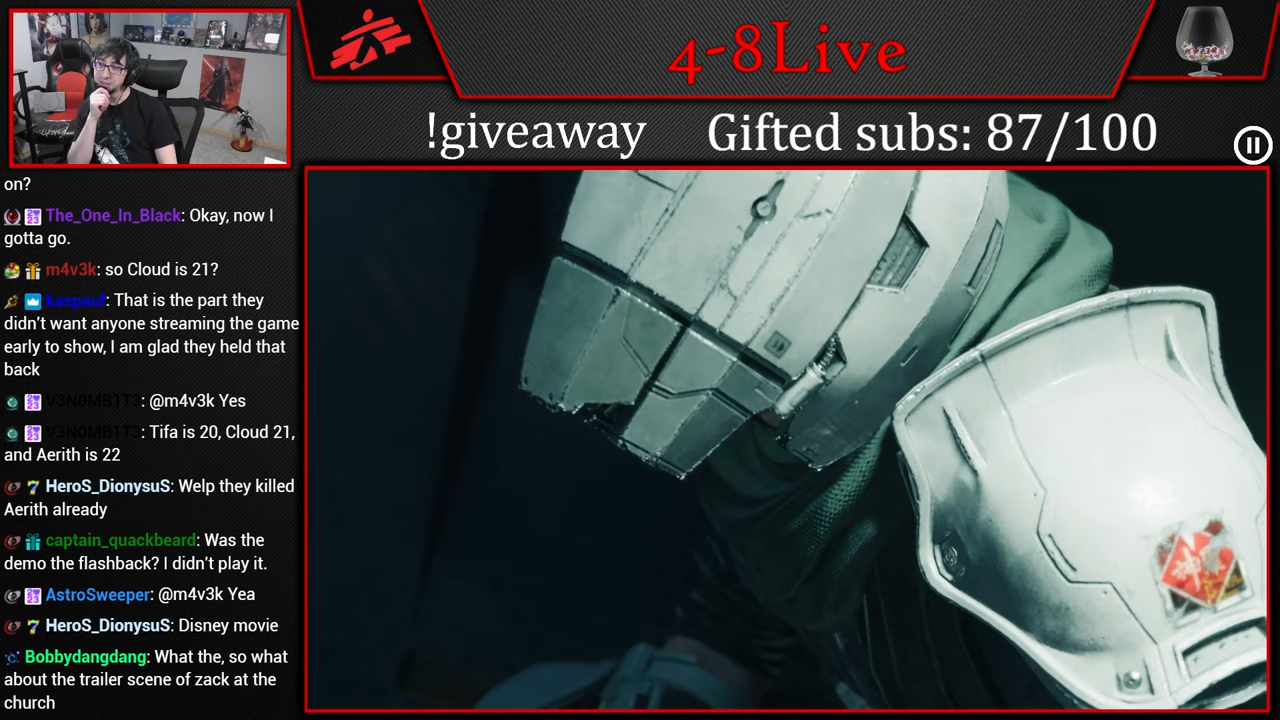 4-8Live
!giveaway Gifted subs: 87/100
on?
The_One_In_Black: Okay, now I
gotta go.
m4v3k: so Cloud is 21?
kaspauf: That is the part they
didn't want anyone streaming the game
early to show, I am glad they held that
back
V3N0MB1T3: @m4v3k Yes
V3N0MB1T3: Tifa is 20, Cloud 21,
and Aerith is 22
HeroS_DionysuS: Welp they killed
Aerith already
captain_quackbeard: Was the
demo the flashback? I didn't play it.
AstroSweeper: @m4v3k Yea
HeroS_DionysuS: Disney movie
Bobbydangdang: What the, so what
about the trailer scene of zack at the
church
神